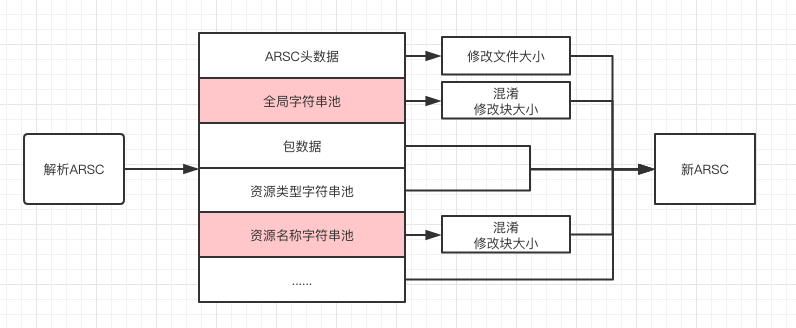 解析ARSC
ARSC头数据
全局字符串池
包数据
资源类型字符串池
资源名称字符串池
......
修改文件大小
混淆
修改块大小
混淆
修改块大小
新ARSC